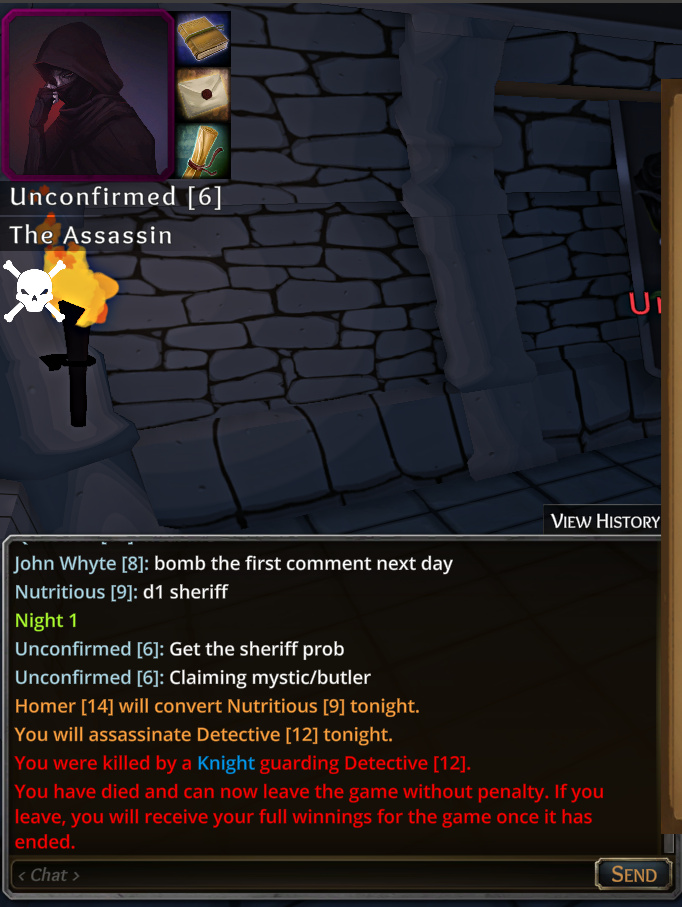 Unconfirmed [6]
The Assassin
Ur
VIEW HISTORY
John Whyte [8]: bomb the first comment next day
Nutritious [9]: d1 sheriff
Night 1
Unconfirmed [6]: Get the sheriff prob
Unconfirmed [6]: Claiming mystic/butler
Homer [14] will convert Nutritious [9] tonight.
You will assassinate Detective [12] tonight.
You were killed by a Knight guarding Detective [12].
You have died and can now leave the game without penalty. If you
leave, you will receive your full winnings for the game once it has
ended.
< Chat >
SEND